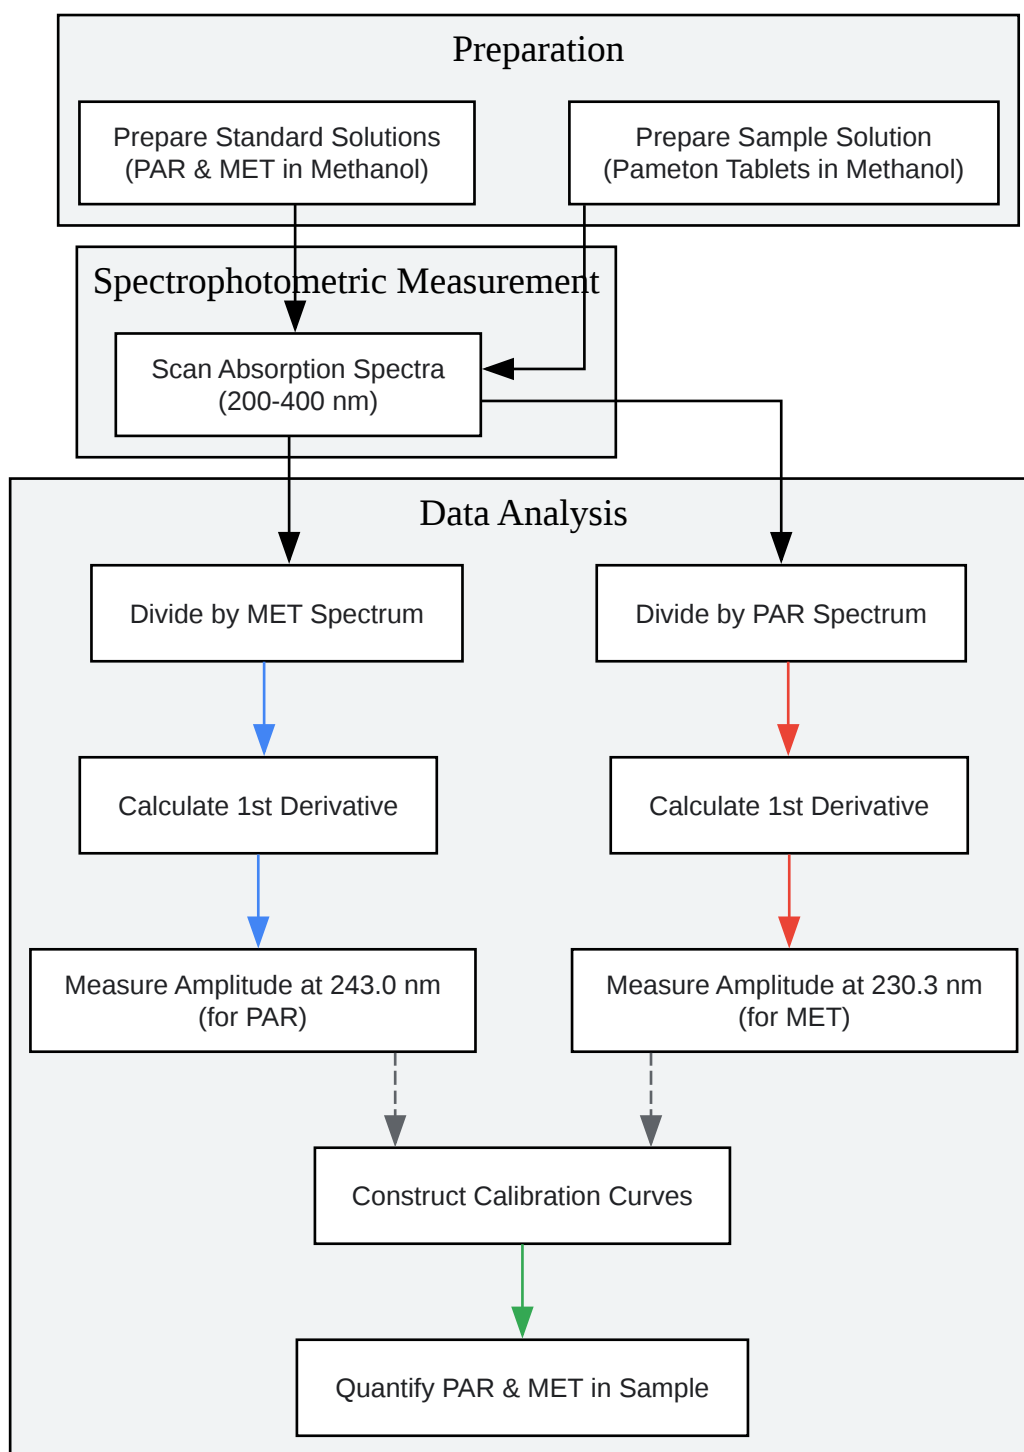 Preparation
Prepare Standard Solutions
(PAR & MET in Methanol)
Prepare Sample Solution
(Pameton Tablets in Methanol)
Spectrophotometric Measurement
Scan Absorption Spectra
(200-400 nm)
Data Analysis
Divide by MET Spectrum
Divide by PAR Spectrum
Calculate 1st Derivative
Calculate 1st Derivative
Measure Amplitude at 243.0 nm
(for PAR)
Measure Amplitude at 230.3 nm
(for MET)
Construct Calibration Curves
Quantify PAR & MET in Sample